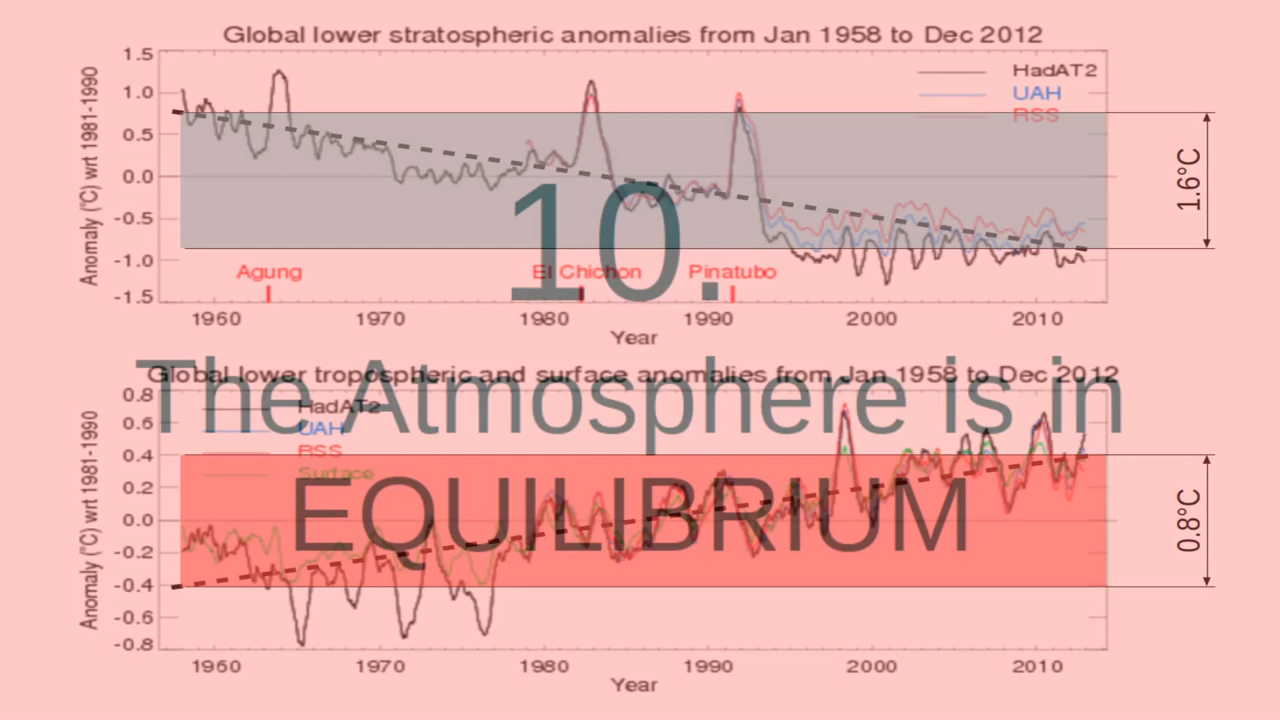 Global lower stratospheric anomalies from Jan 1958 to Dec 2012
Anomaly (°C) wrt 1981-1990
1.5
1.0
0.5
0.0
-0.5
-1.0
-1.5
HadAT2
UAH
RSS
1.6°C
10.
Agung
El Chichon
Pinatubo
1960 1970 1980 1990 2000 2010
Year
The Atmosphere is in
Global lower tropospheric and surface anomalies from Jan 1958 to Dec 2012
Anomaly (°C) wrt 1981-1990
0.8
0.6
0.4
0.2
0.0
-0.2
-0.4
-0.6
-0.8
HadAT2
UAH
RSS
Surface
EQUILIBRIUM
0.8°C
1960 1970 1980 1990 2000 2010
Year